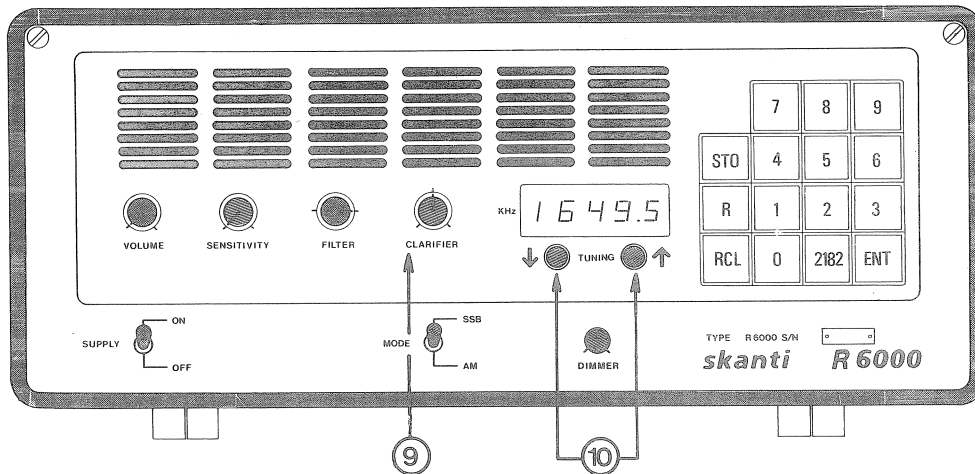 7 8 9
STO 4 5 6
R 1 2 3
RCL 0 2182 ENT
KHz 1649.5
VOLUME SENSITIVITY FILTER CLARIFIER
↓ TUNING ↑
SUPPLY ON OFF
MODE SSB AM
DIMMER
TYPE R6000 S/N
skanti R 6000
9 10